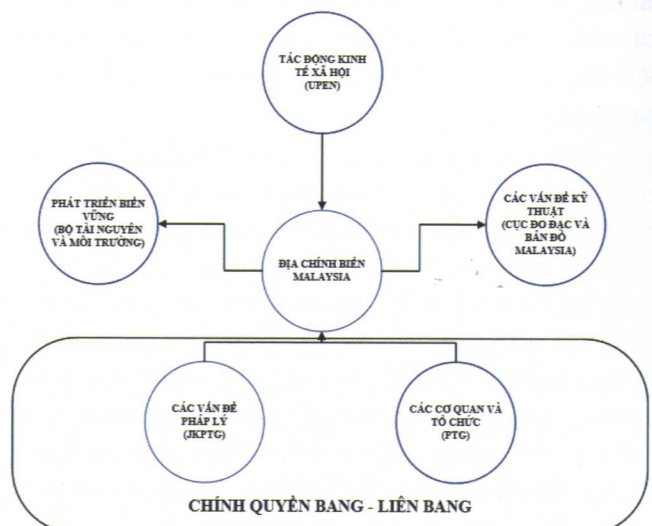 TÁC ĐỘNG KINH
TẾ XÃ HỘI
(UPEN)
PHÁT TRIỂN BIỀN
VỮNG
(BỘ TÀI NGUYÊN
VÀ MÔI TRƯỜNG)
CÁC VẤN ĐỀ KỸ
THUẬT
(CỤC ĐO ĐẠC VÀ
BẢN ĐỒ
MALAYSIA)
ĐỊA CHÍNH BIỂN
MALAYSIA
CÁC VẤN ĐỀ
PHÁP LÝ
(JKPTG)
CÁC CƠ QUAN VÀ
TỔ CHỨC
(PTG)
CHÍNH QUYỀN BANG - LIÊN BANG